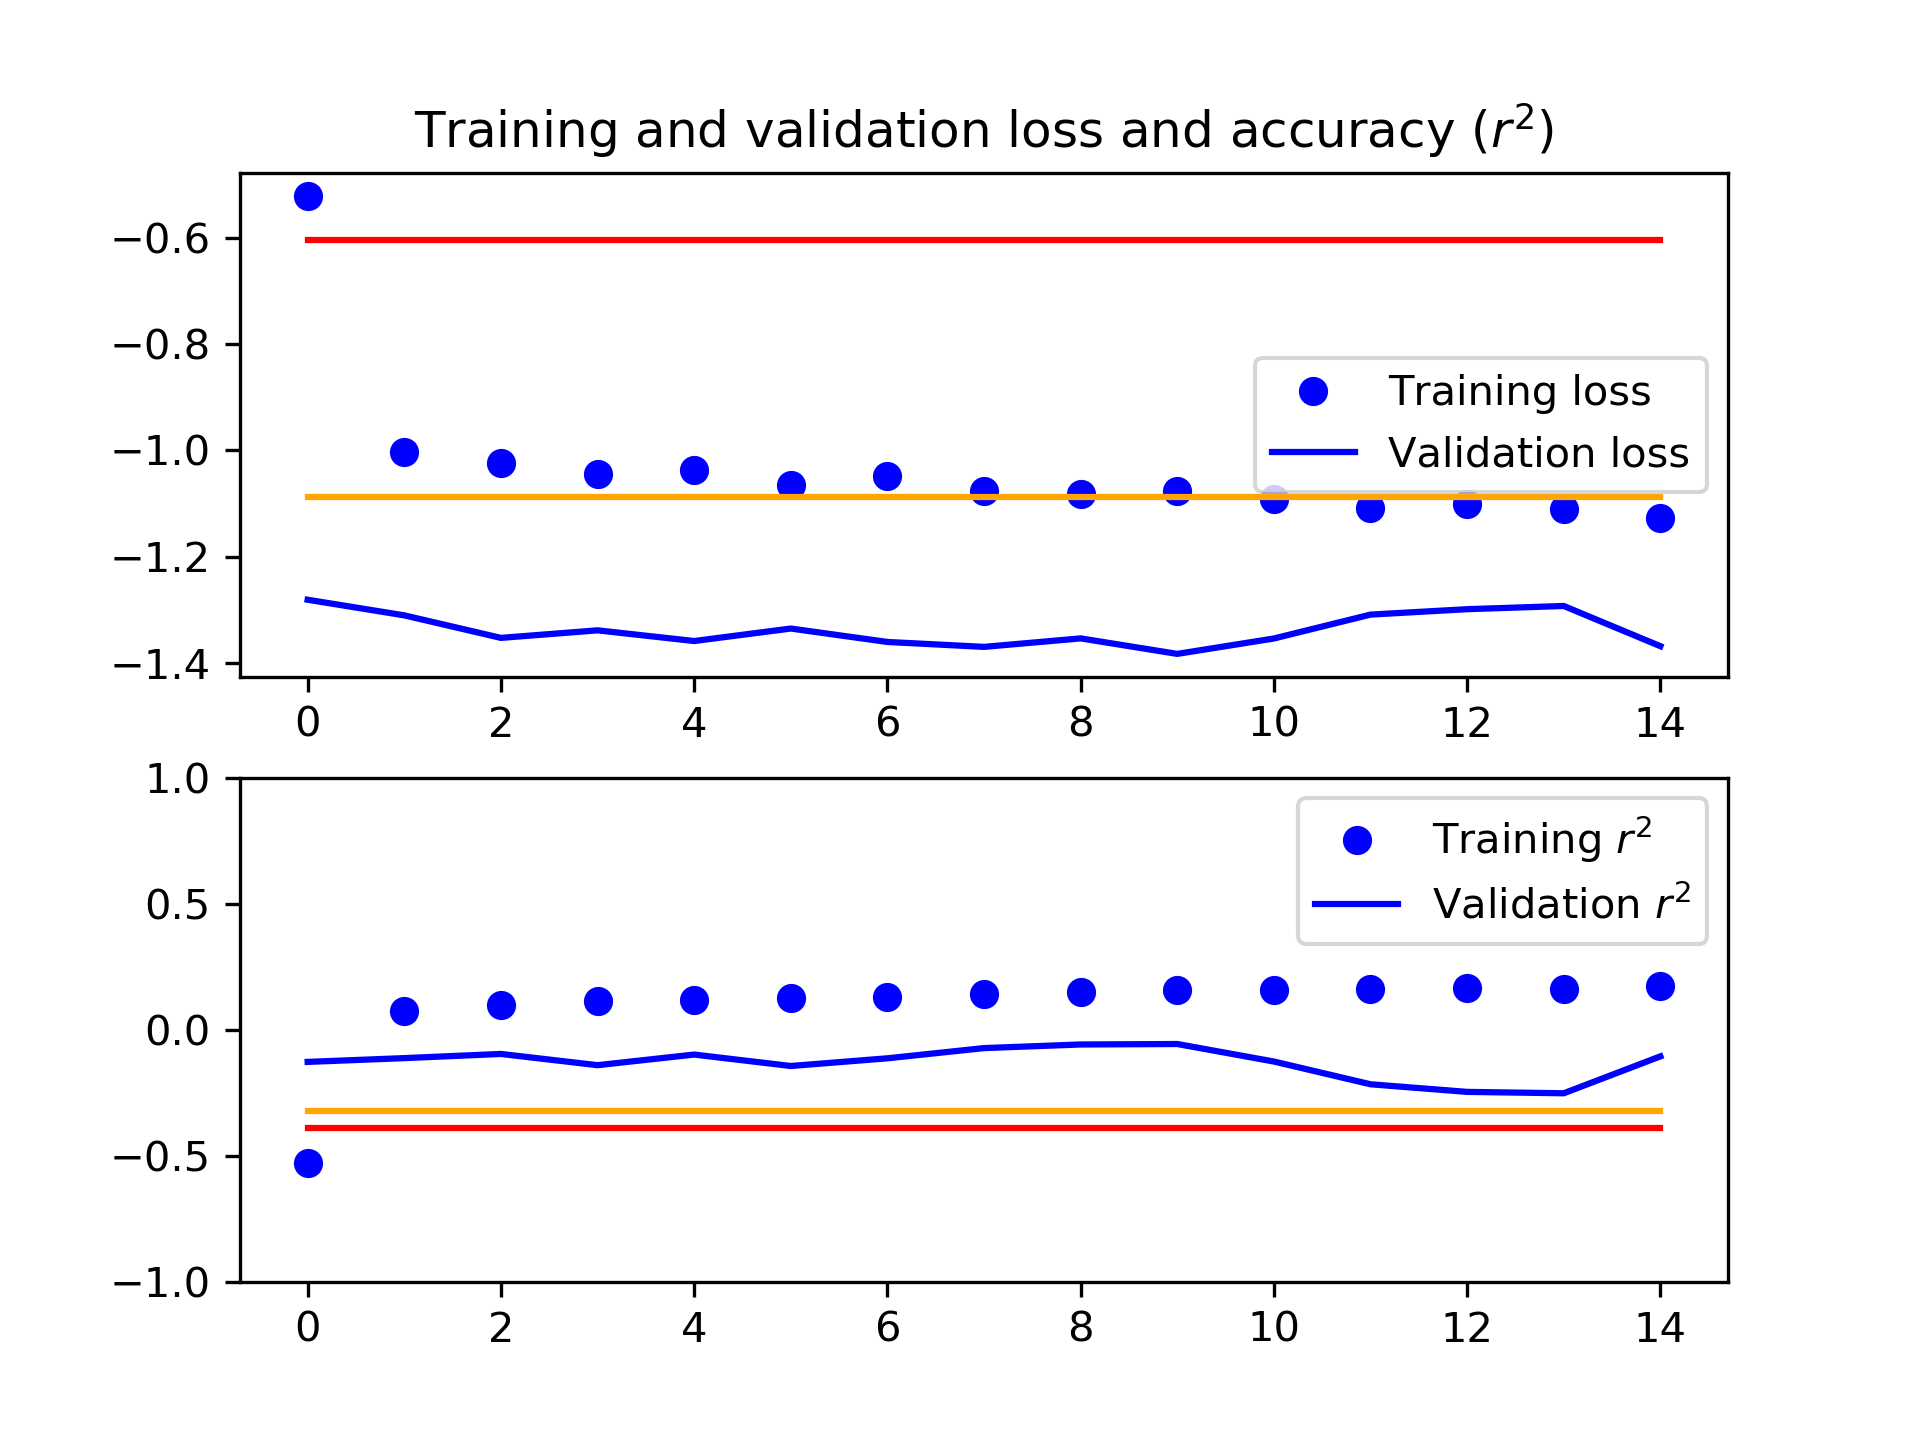 Training and validation loss and accuracy (r²)
−0.6
−0.8
−1.0
−1.2
−1.4
Training loss
Validation loss
0 2 4 6 8 10 12 14
1.0
0.5
0.0
−0.5
−1.0
Training r²
Validation r²
0 2 4 6 8 10 12 14